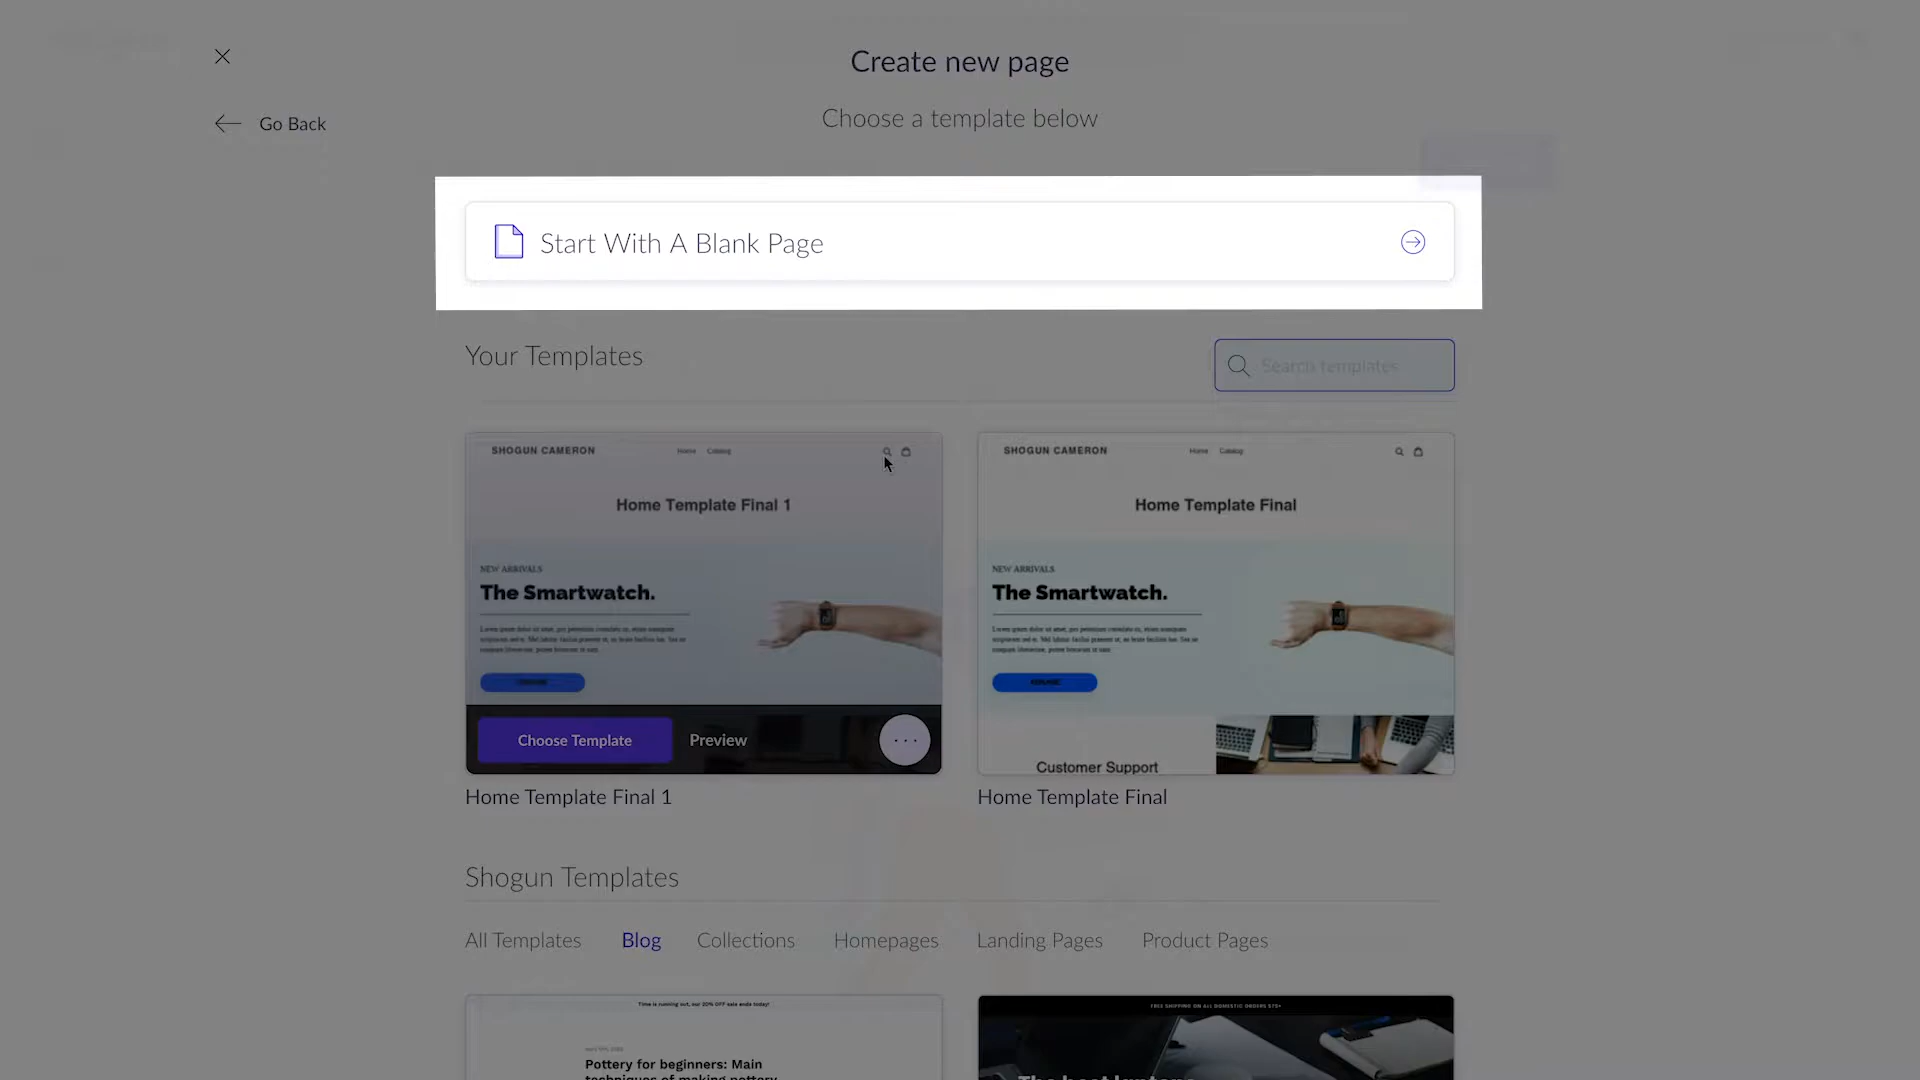 Create new page
Choose a template below
Go Back
Start With A Blank Page
Your Templates
Search templates
SHOGUN CAMERON
Home Catalog
Home Template Final 1
NEW ARRIVALS
The Smartwatch.
Choose Template
Preview
Home Template Final 1
SHOGUN CAMERON
Home Catalog
Home Template Final
NEW ARRIVALS
The Smartwatch.
Customer Support
Home Template Final
Shogun Templates
All Templates Blog Collections Homepages Landing Pages Product Pages
Time is running out, our 20% OFF sale ends today!
Pottery for beginners: Main
techniques of making pottery
FREE SHIPPING ON ALL DOMESTIC ORDERS $75+
The best laptops